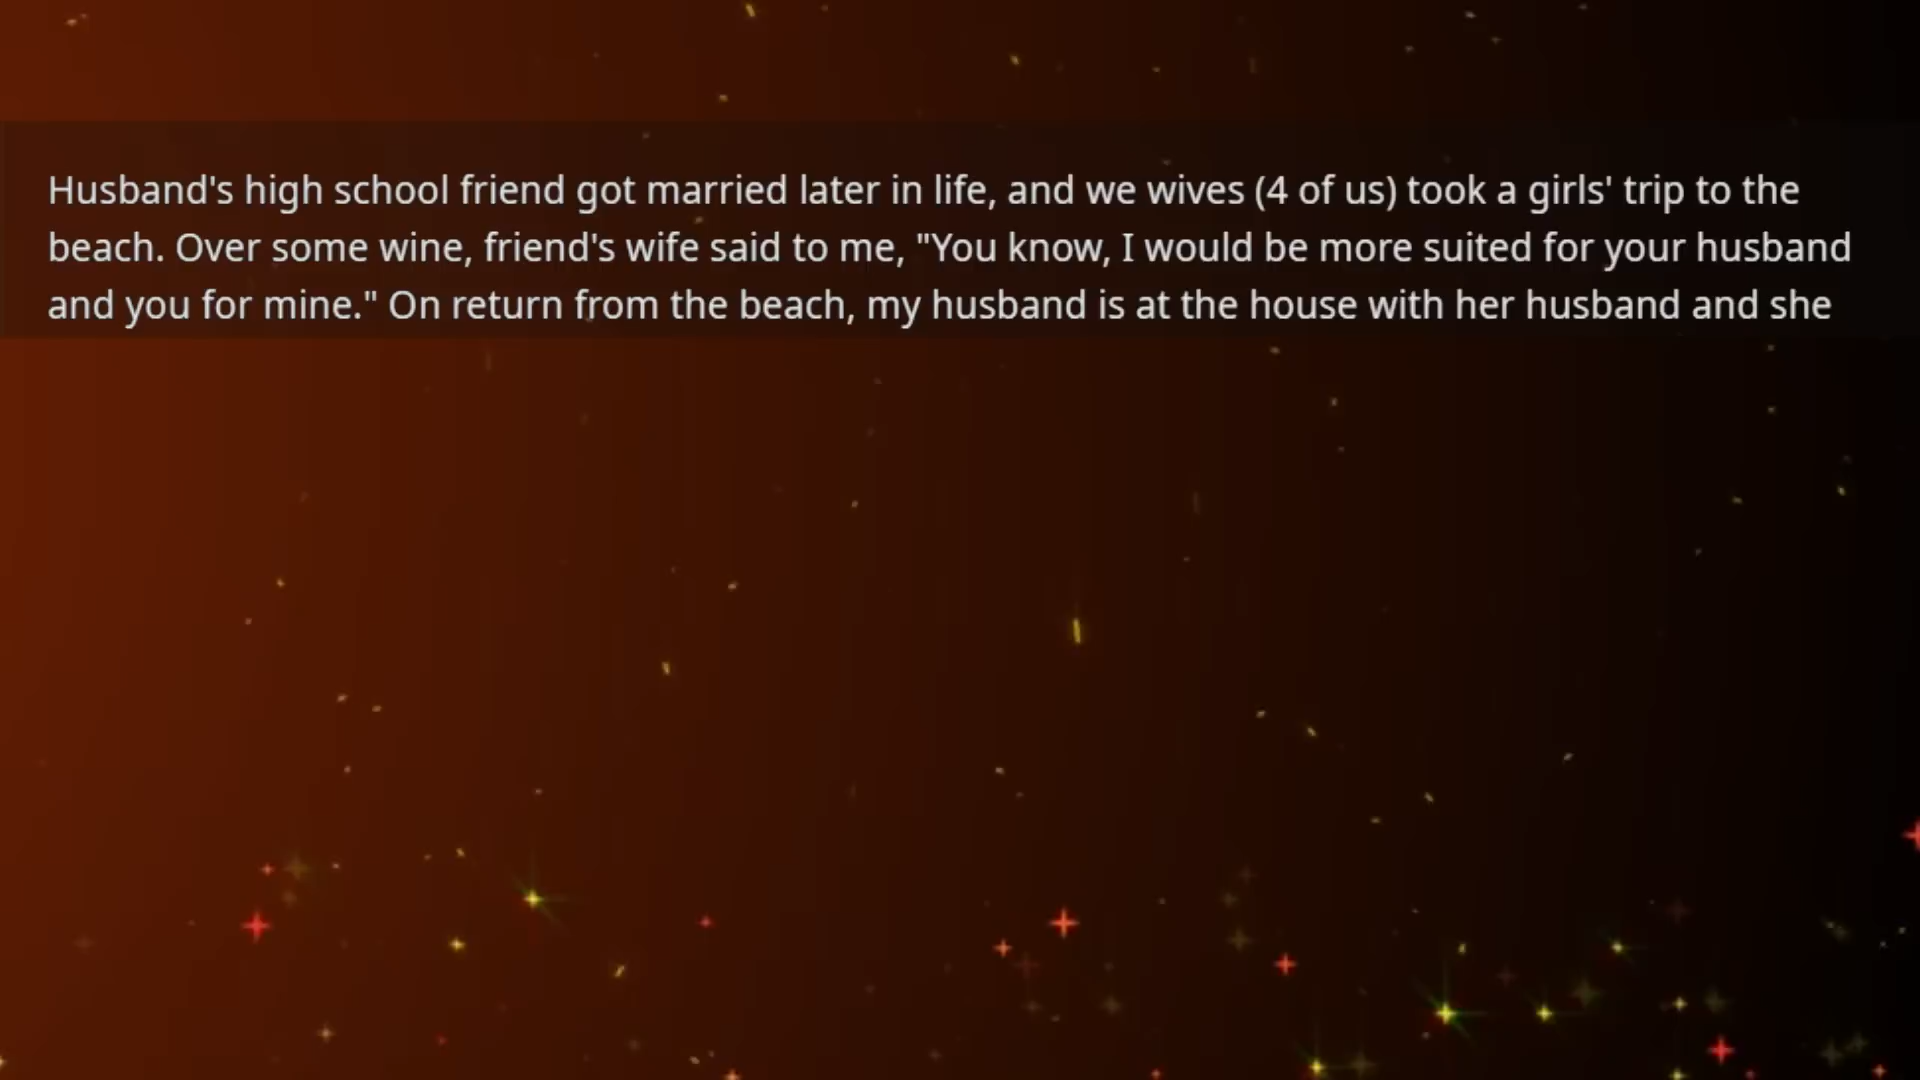 Husband's high school friend got married later in life, and we wives (4 of us) took a girls' trip to the
beach. Over some wine, friend's wife said to me, "You know, I would be more suited for your husband
and you for mine." On return from the beach, my husband is at the house with her husband and she